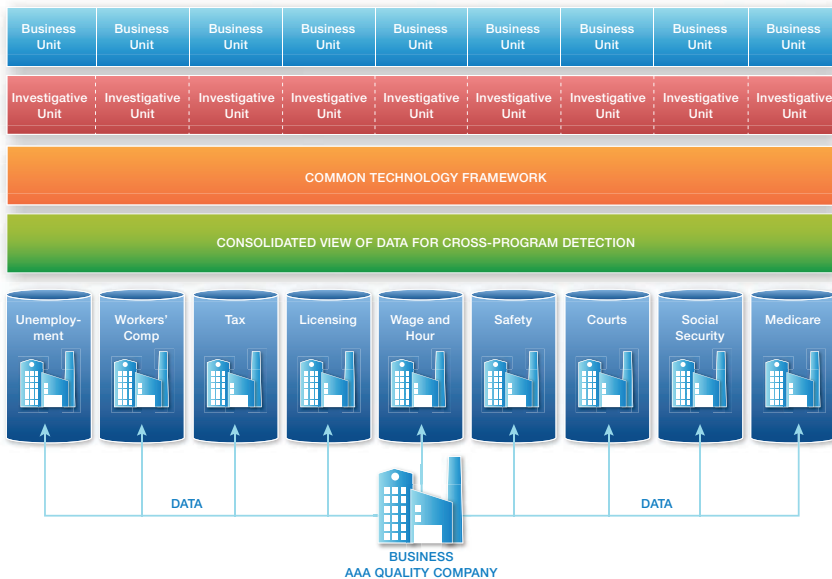 Business Business Business Business Business Business Business Business Business
Unit Unit Unit Unit Unit Unit Unit Unit Unit
Investigative Investigative Investigative Investigative Investigative Investigative Investigative Investigative Investigative
Unit Unit Unit Unit Unit Unit Unit Unit Unit
COMMON TECHNOLOGY FRAMEWORK
CONSOLIDATED VIEW OF DATA FOR CROSS-PROGRAM DETECTION
Unemploy- Workers' Tax Licensing Wage and Safety Courts Social Medicare
ment Comp Hour Security
DATA DATA
BUSINESS
AAA QUALITY COMPANY